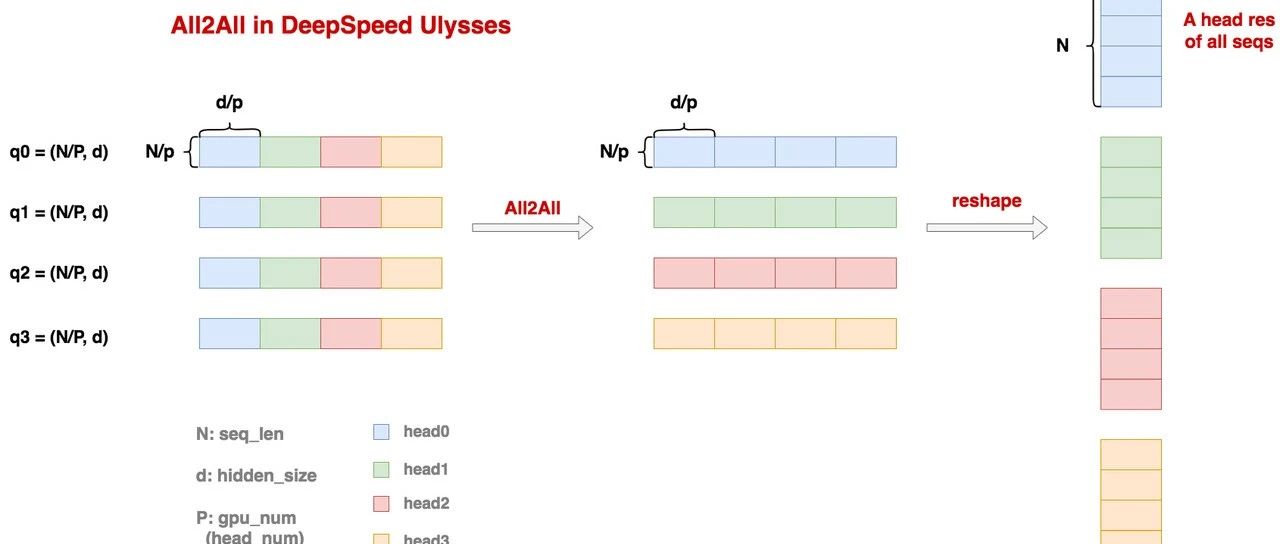 All2All in DeepSpeed Ulysses
A head res
of all seqs
N
d/p
d/p
q0 = (N/P, d)
N/p
N/p
q1 = (N/P, d)
All2All
reshape
q2 = (N/P, d)
q3 = (N/P, d)
N: seq_len
head0
d: hidden_size
head1
head2
P: gpu_num
(head_num)
head3